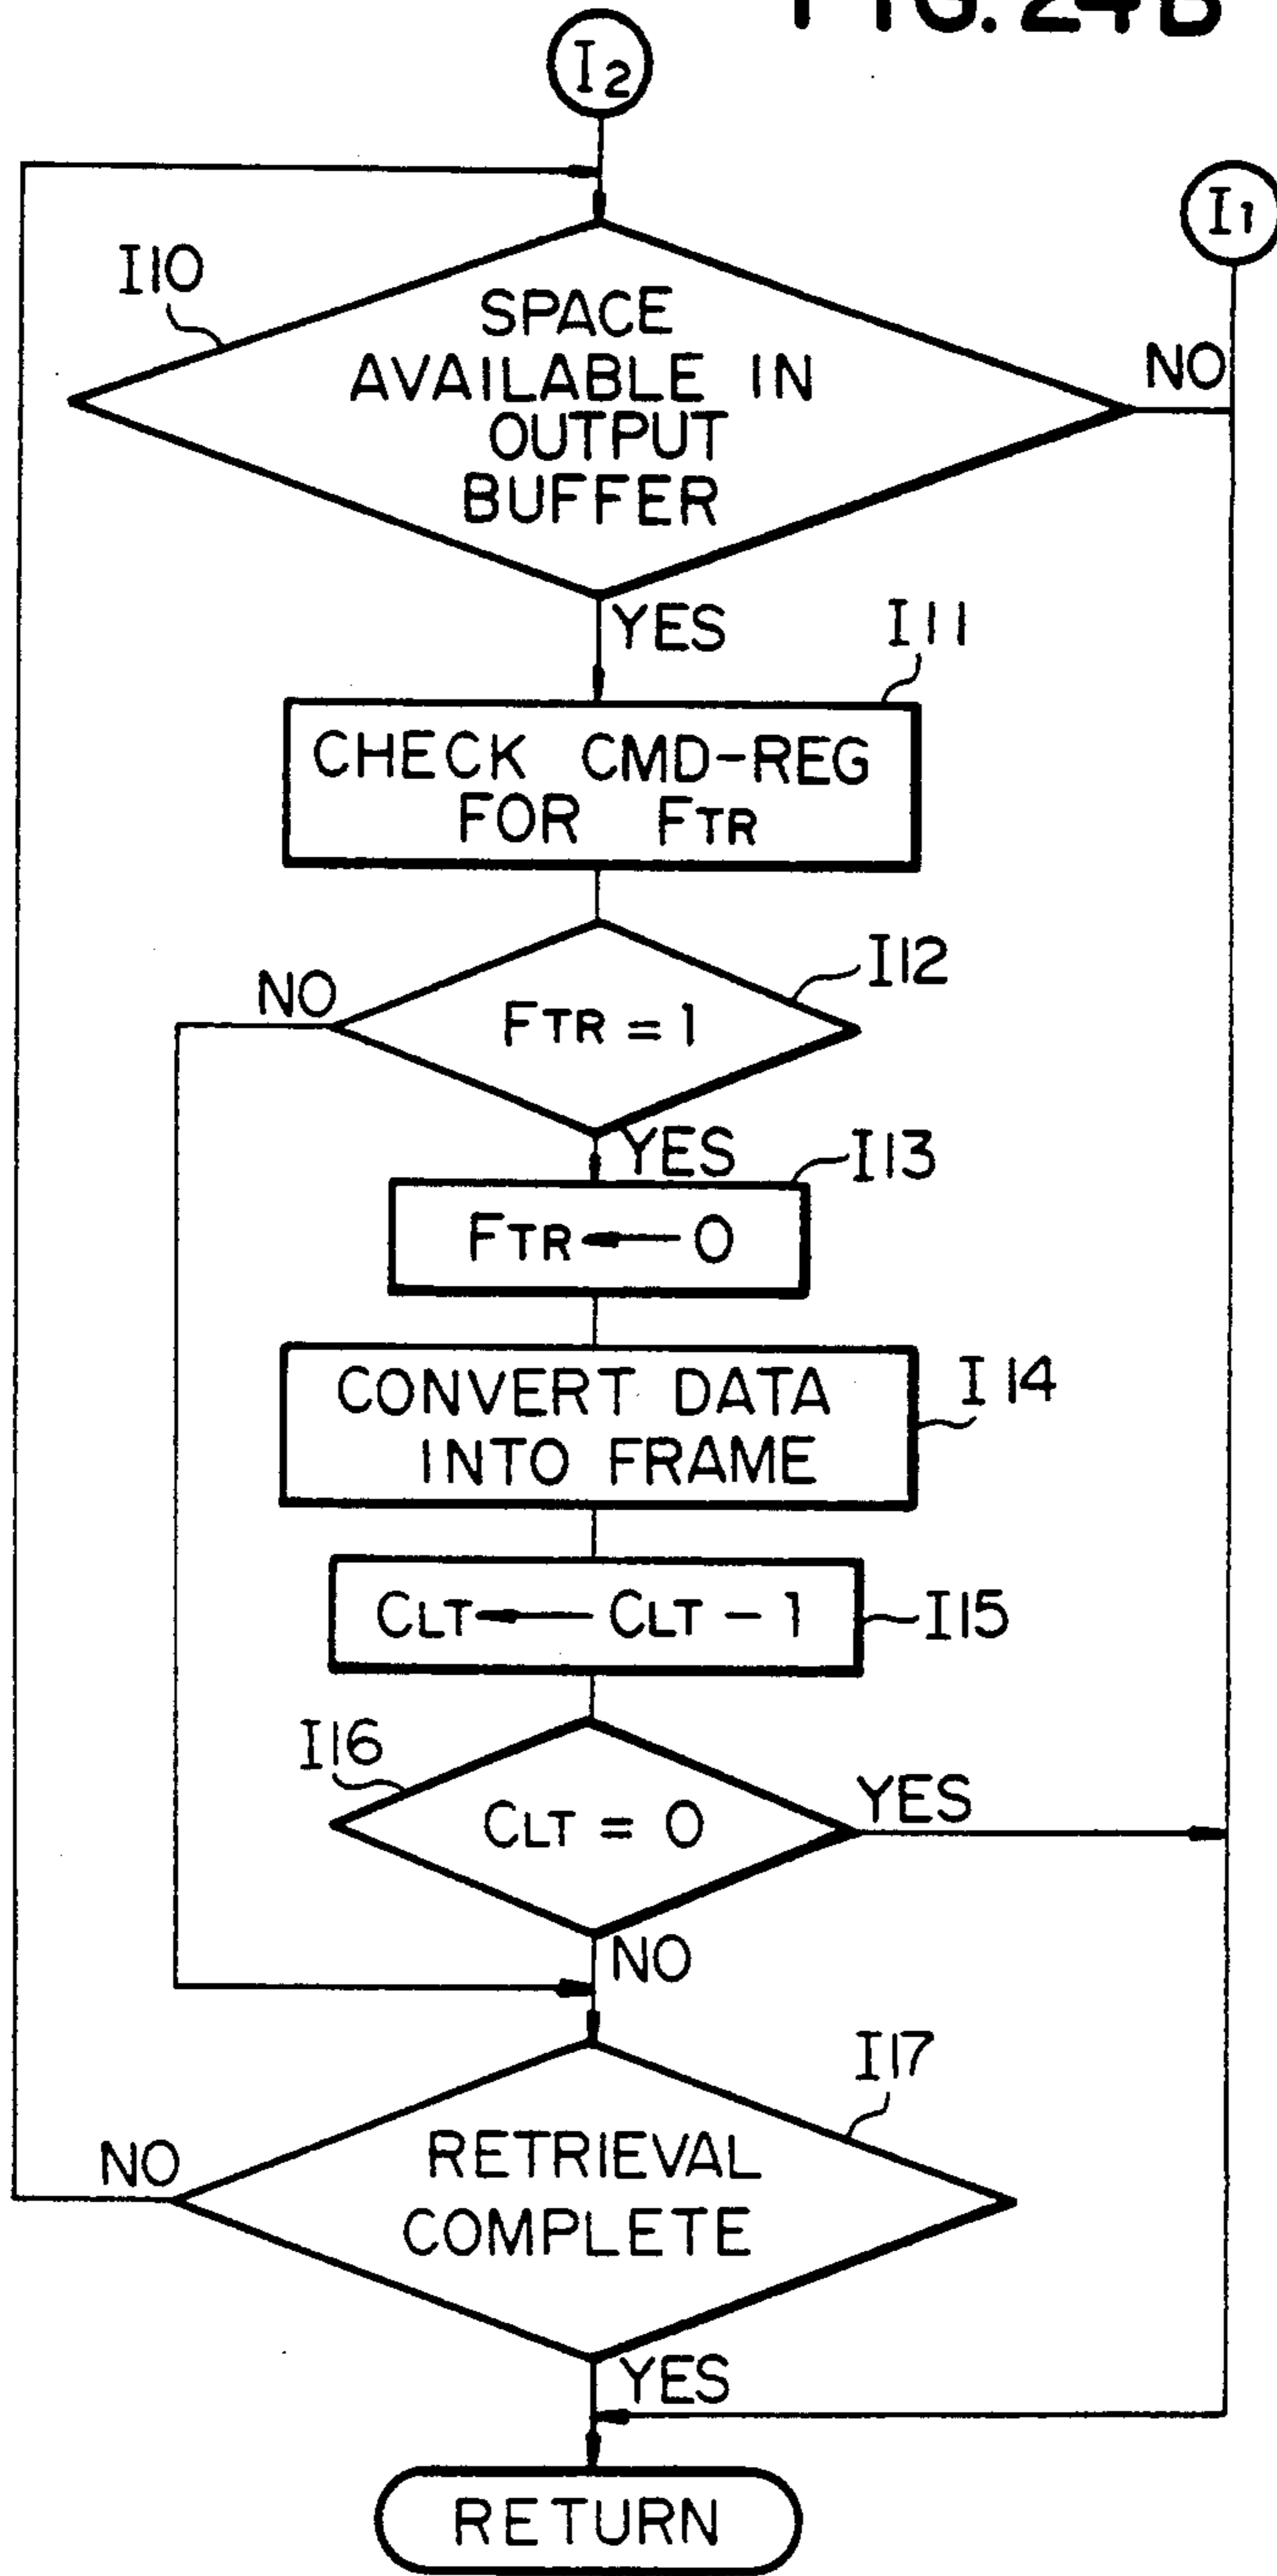 FIG. 24B
I2
I1
I10
SPACE
AVAILABLE IN
OUTPUT
BUFFER
NO
YES
I11
CHECK CMD-REG
FOR FTR
I12
NO
FTR = 1
YES
I13
FTR ← 0
I14
CONVERT DATA
INTO FRAME
CLT ← CLT - 1
I15
I16
CLT = 0
YES
NO
I17
NO
RETRIEVAL
COMPLETE
YES
RETURN